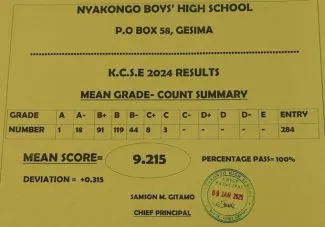 NYAKONGO BOYS' HIGH SCHOOL
P.O BOX 58, GESIMA
K.C.S.E 2024 RESULTS
MEAN GRADE- COUNT SUMMARY
GRADE A A- B+ B B- C+ C C- D+ D D- E ENTRY
NUMBER 1 18 91 119 44 8 3 - - - - - 284
MEAN SCORE= 9.215 PERCENTAGE PASS= 100%
DEVIATION = +0.315
SAMSON M. GITAMO
CHIEF PRINCIPAL
09 JAN 2025